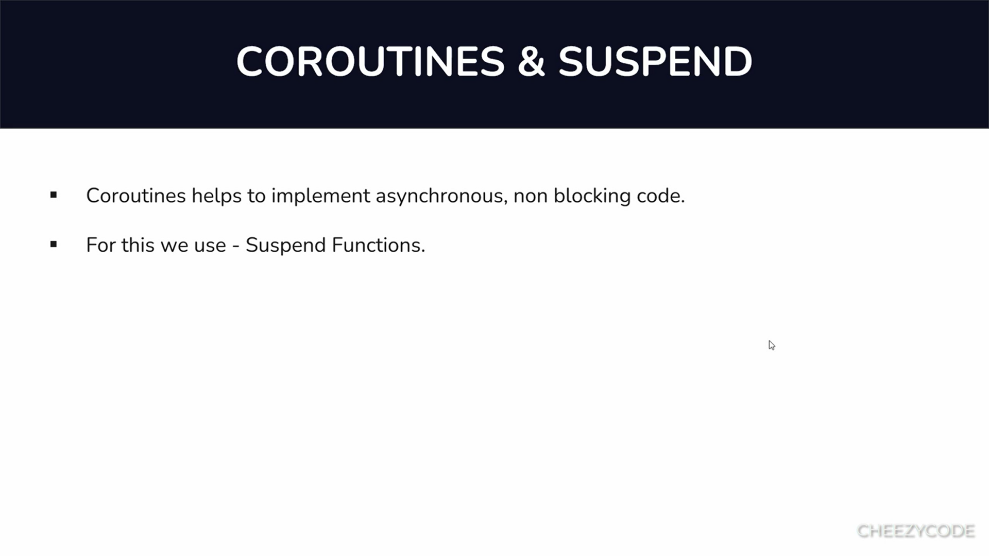 COROUTINES & SUSPEND
▪ Coroutines helps to implement asynchronous, non blocking code.
▪ For this we use - Suspend Functions.
CHEEZYCODE